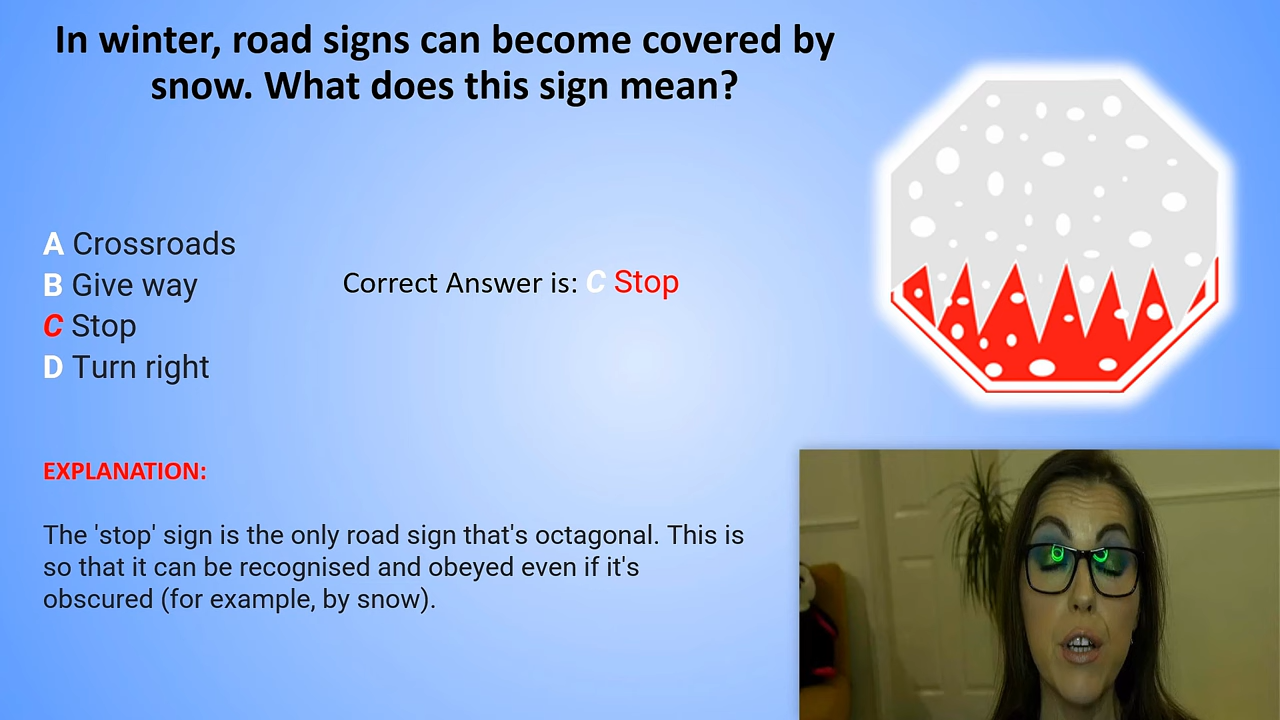 In winter, road signs can become covered by
snow. What does this sign mean?
A Crossroads
B Give way
C Stop
D Turn right
Correct Answer is: C Stop
EXPLANATION:
The 'stop' sign is the only road sign that's octagonal. This is
so that it can be recognised and obeyed even if it's
obscured (for example, by snow).